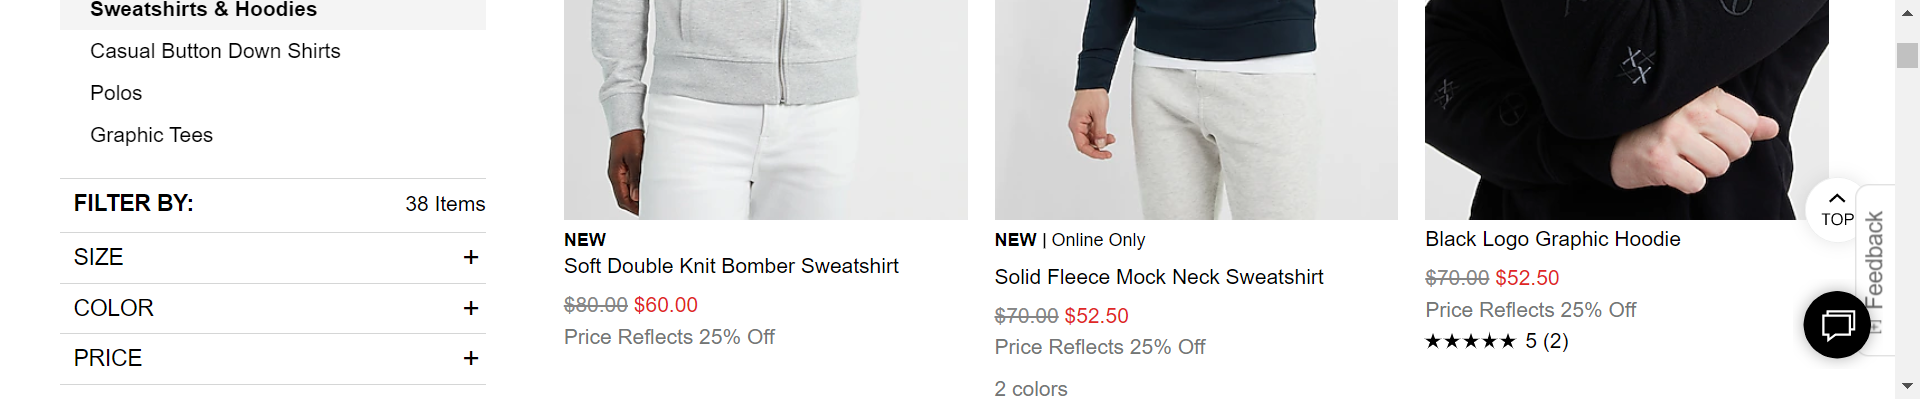 Sweatshirts & Hoodies
Casual Button Down Shirts
Polos
Graphic Tees
FILTER BY:
38 Items
SIZE +
COLOR +
PRICE +
NEW
Soft Double Knit Bomber Sweatshirt
$80.00 $60.00
Price Reflects 25% Off
NEW | Online Only
Solid Fleece Mock Neck Sweatshirt
$70.00 $52.50
Price Reflects 25% Off
2 colors
Black Logo Graphic Hoodie
$70.00 $52.50
Price Reflects 25% Off
★★★★★ 5 (2)
TOP
[+] Feedback